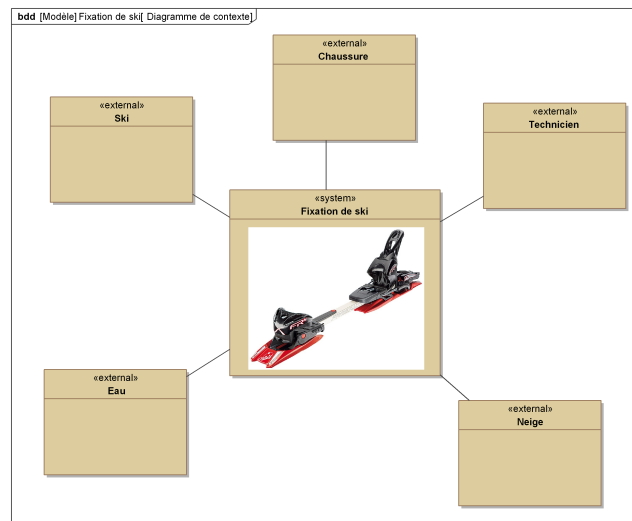 bdd [Modèle] Fixation de ski[ Diagramme de contexte]
«external»
Chaussure
«external»
Ski
«external»
Technicien
«system»
Fixation de ski
«external»
Eau
«external»
Neige